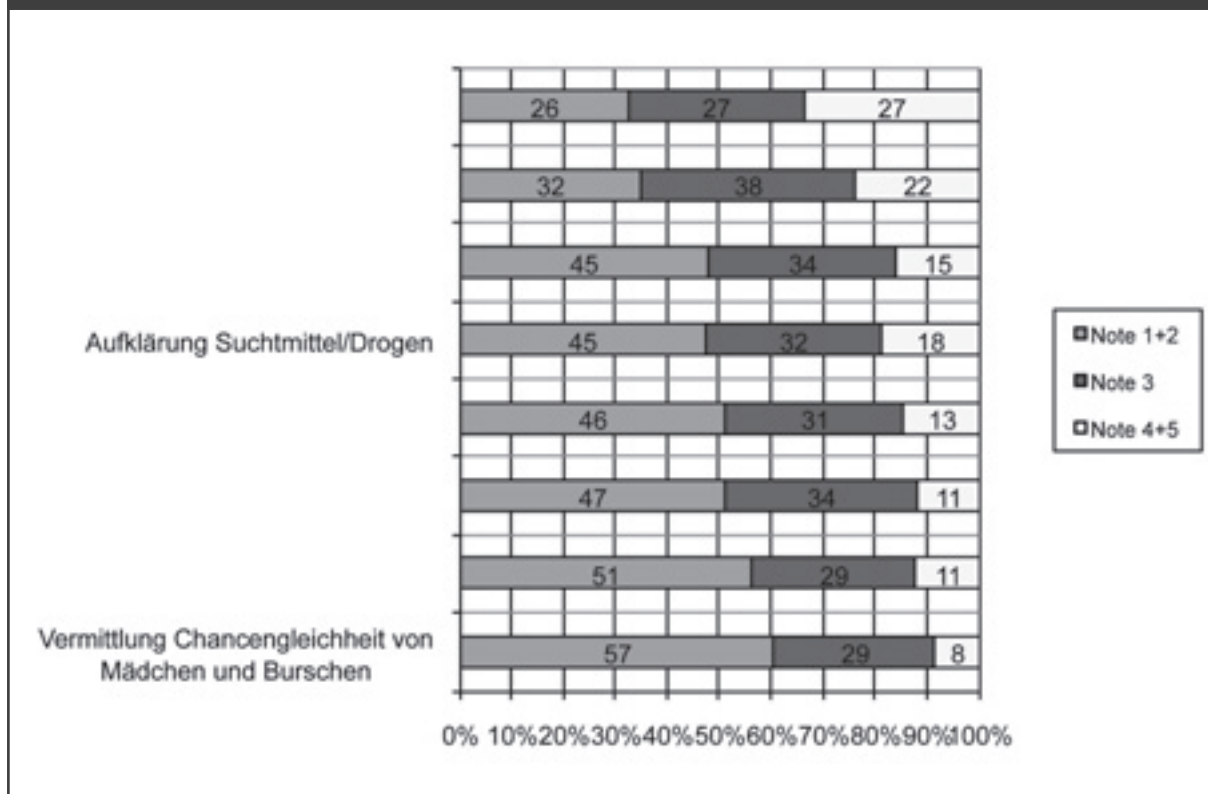 26 27 27
32 38 22
45 34 15
Aufklärung Suchtmittel/Drogen 45 32 18
46 31 13
47 34 11
51 29 11
Vermittlung Chancengleichheit von
Mädchen und Burschen
57 29 8
0% 10% 20% 30% 40% 50% 60% 70% 80% 90% 100%
Note 1+2
Note 3
Note 4+5